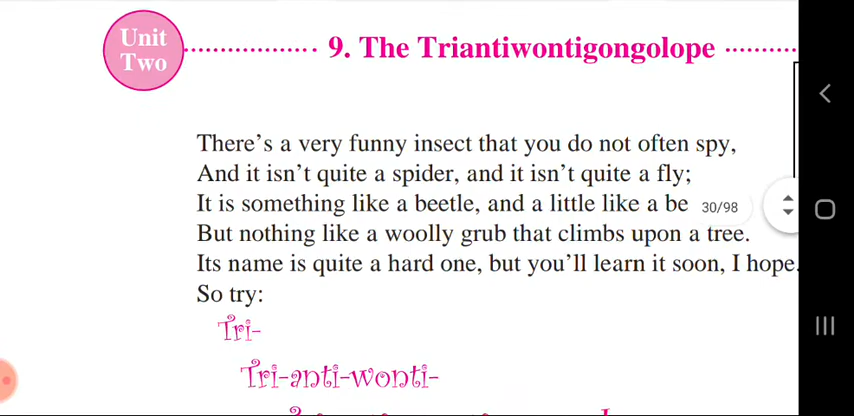 Unit
Two
9. The Triantiwontigongolope
There’s a very funny insect that you do not often spy,
And it isn’t quite a spider, and it isn’t quite a fly;
It is something like a beetle, and a little like a be
30/98
But nothing like a woolly grub that climbs upon a tree.
Its name is quite a hard one, but you’ll learn it soon, I hope.
So try:
Tri-
Tri-anti-wonti-